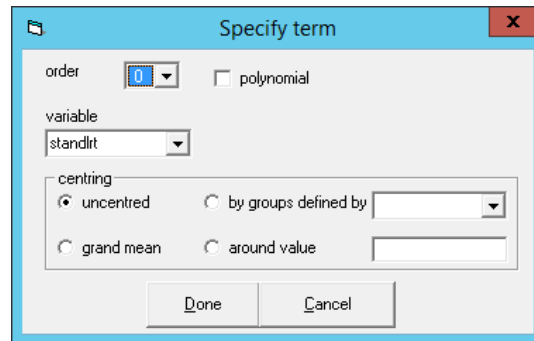 Specify term
x
order 0 polynomial
variable
standlrt
centring
uncentred by groups defined by
grand mean around value
Done Cancel